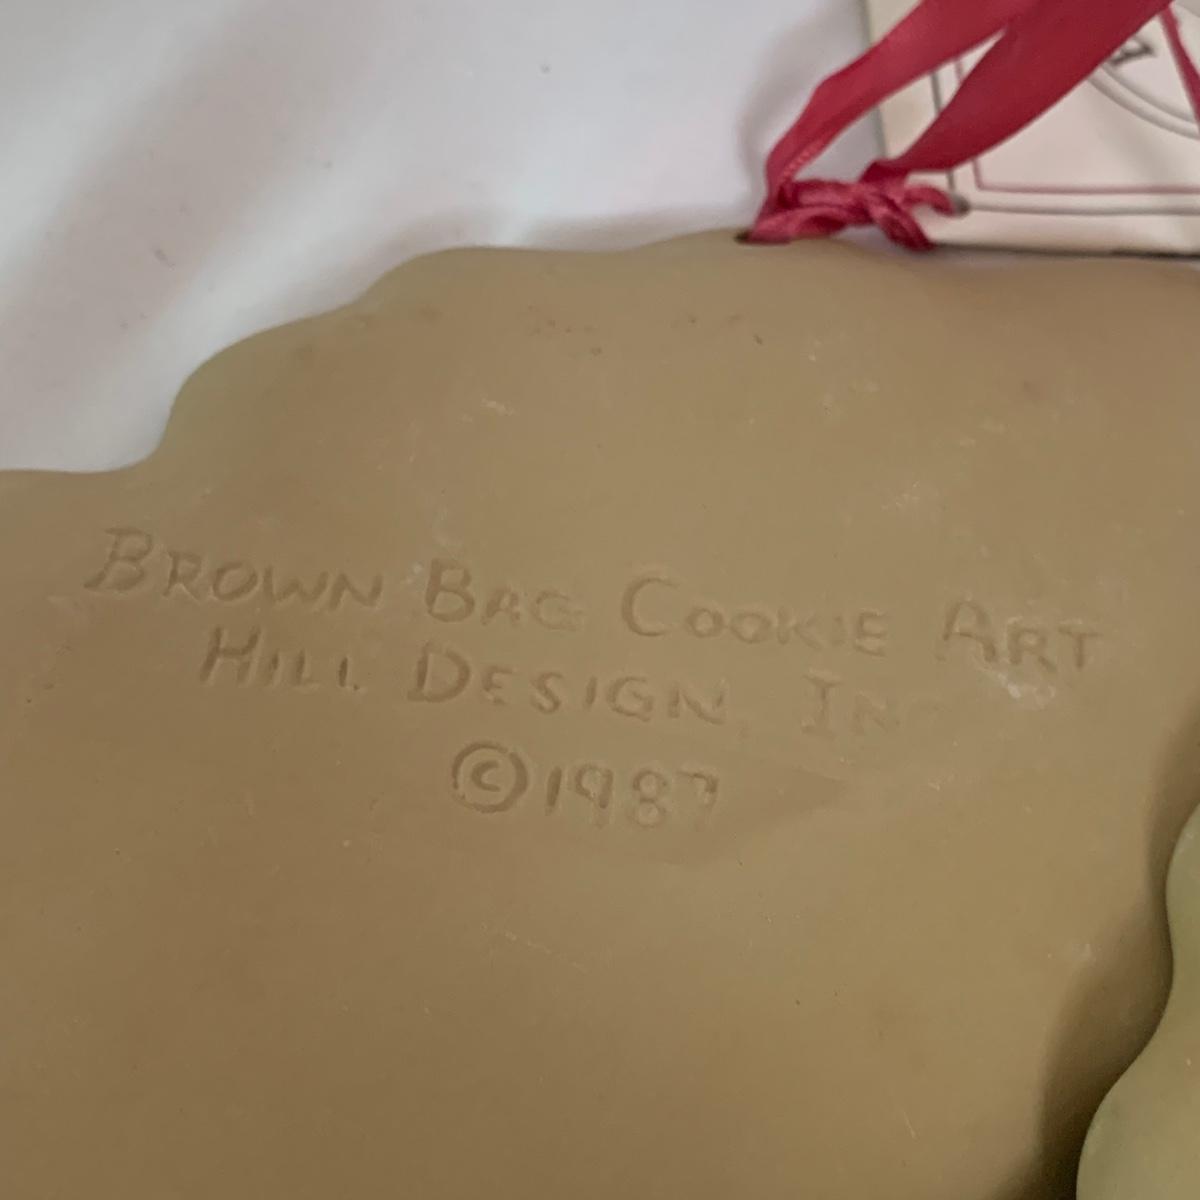 BROWN BAG COOKIE ART
HILL DESIGN, IN
©1987